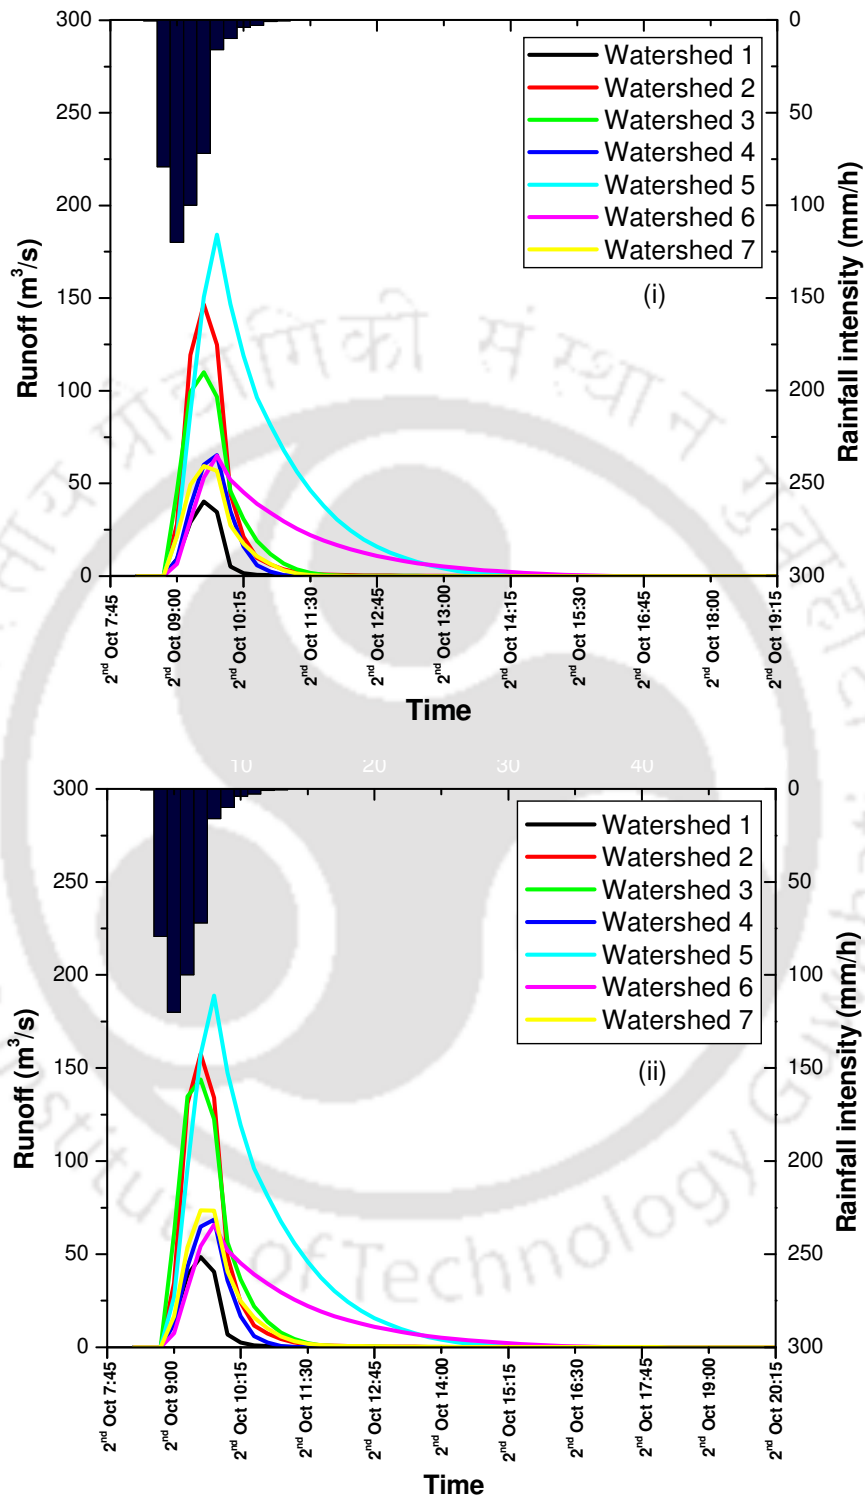 300
250
200
150
100
50
0
Runoff (m³/s)
0
50
100
150
200
250
300
Rainfall intensity (mm/h)
Watershed 1
Watershed 2
Watershed 3
Watershed 4
Watershed 5
Watershed 6
Watershed 7
(i)
2nd Oct 7:45
2nd Oct 09:00
2nd Oct 10:15
2nd Oct 11:30
2nd Oct 12:45
2nd Oct 13:00
2nd Oct 14:15
2nd Oct 15:30
2nd Oct 16:45
2nd Oct 18:00
2nd Oct 19:15
Time
10 20 30 40
300
250
200
150
100
50
0
Runoff (m³/s)
0
50
100
150
200
250
300
Rainfall intensity (mm/h)
Watershed 1
Watershed 2
Watershed 3
Watershed 4
Watershed 5
Watershed 6
Watershed 7
(ii)
2nd Oct 7:45
2nd Oct 9:00
2nd Oct 10:15
2nd Oct 11:30
2nd Oct 12:45
2nd Oct 14:00
2nd Oct 15:15
2nd Oct 16:30
2nd Oct 17:45
2nd Oct 19:00
2nd Oct 20:15
Time
of Technology